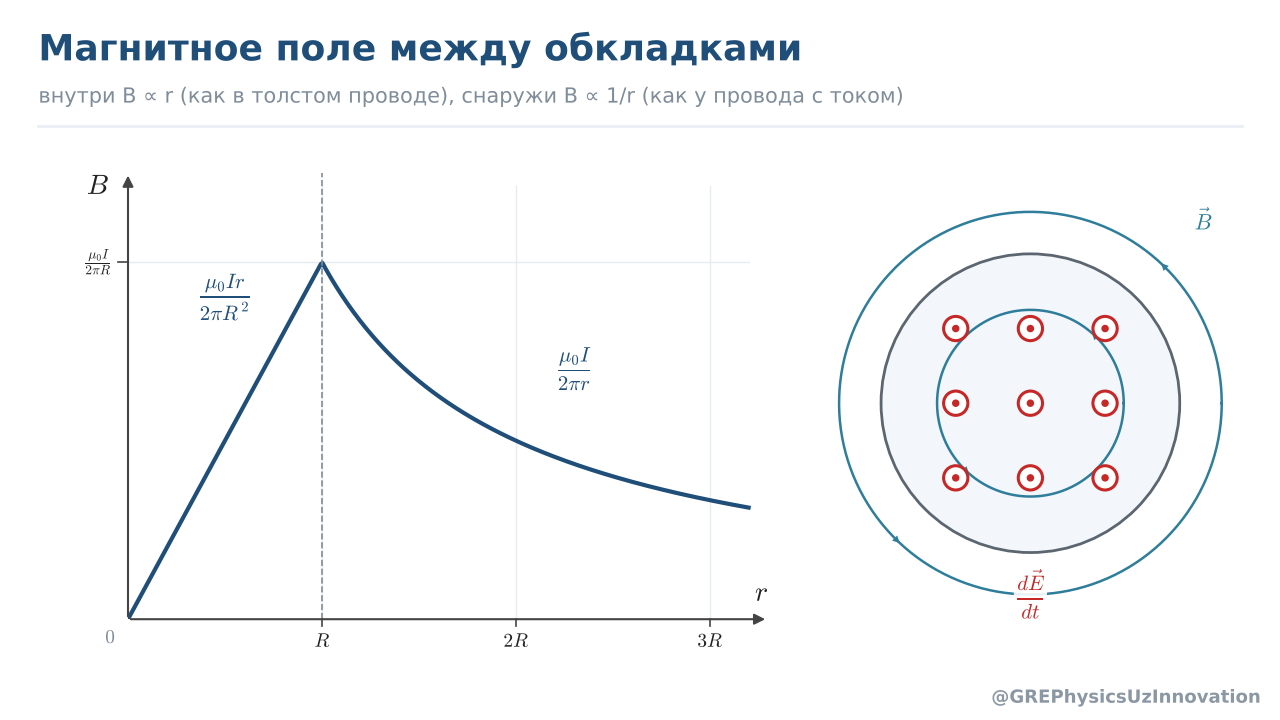 Магнитное поле между обкладками
внутри B ∝ r (как в толстом проводе), снаружи B ∝ 1/r (как у провода с током)
B
μ₀I / 2πR
μ₀Ir / 2πR²
μ₀I / 2πr
r
0
R
2R
3R
B⃗
dE⃗ / dt
@GREPhysicsUzInnovation